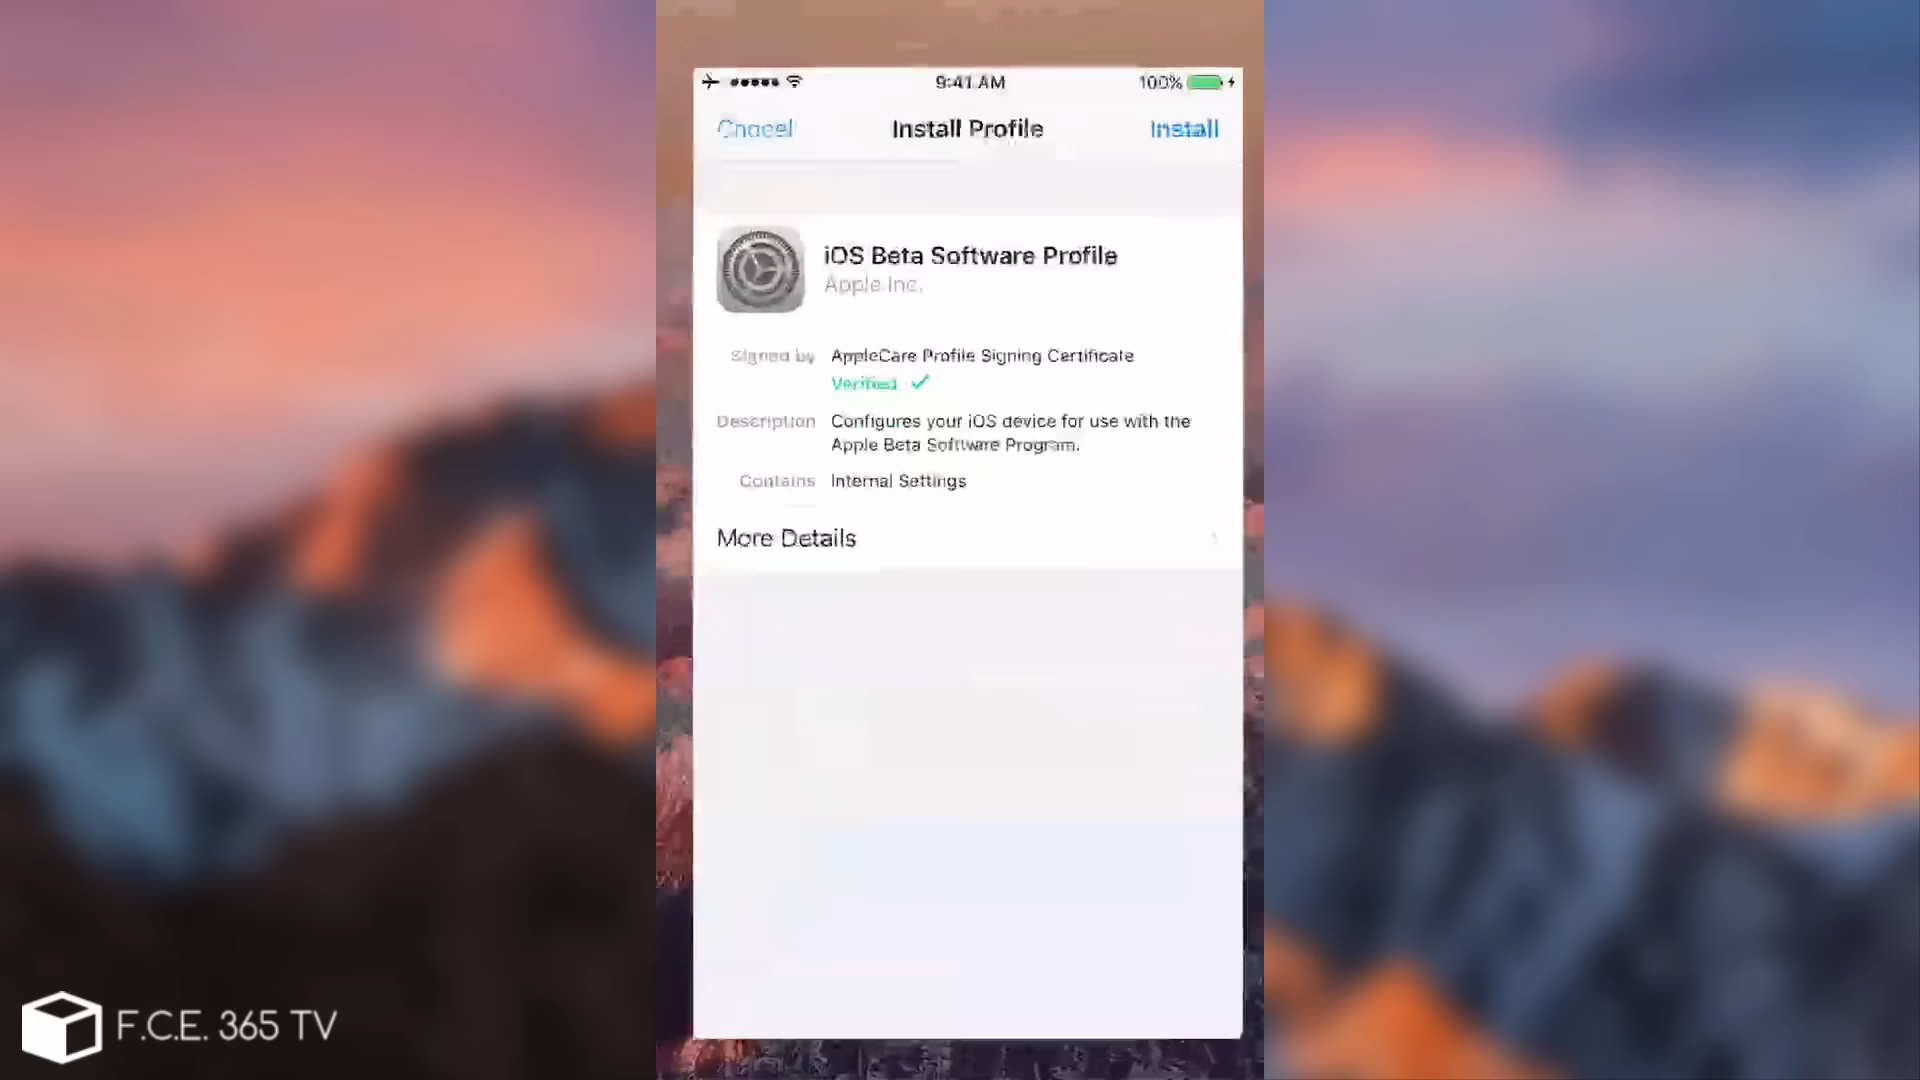 9:41 AM
100%
Cancel
Install Profile
Install
iOS Beta Software Profile
Apple Inc.
Signed by
AppleCare Profile Signing Certificate
Verified
Description
Configures your iOS device for use with the
Apple Beta Software Program.
Contains
Internal Settings
More Details
F.C.E. 365 TV